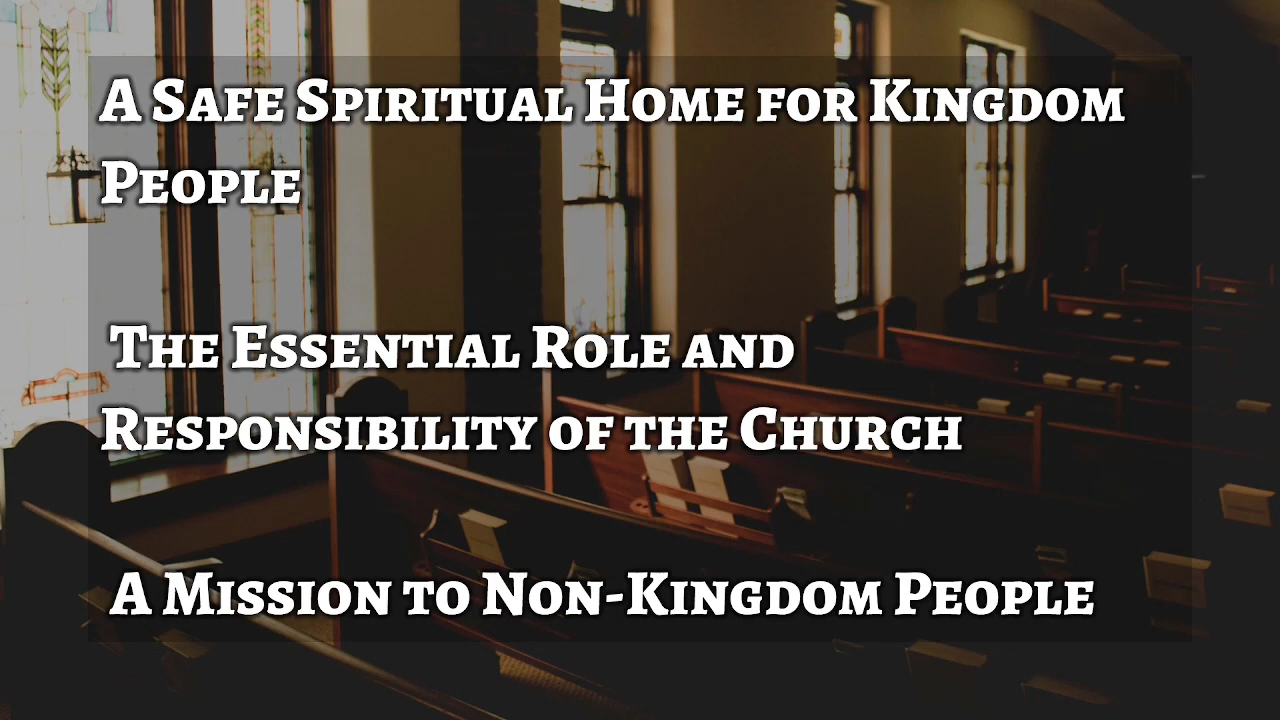 A Safe Spiritual Home for Kingdom
People
The Essential Role and
Responsibility of the Church
A Mission to Non-Kingdom People